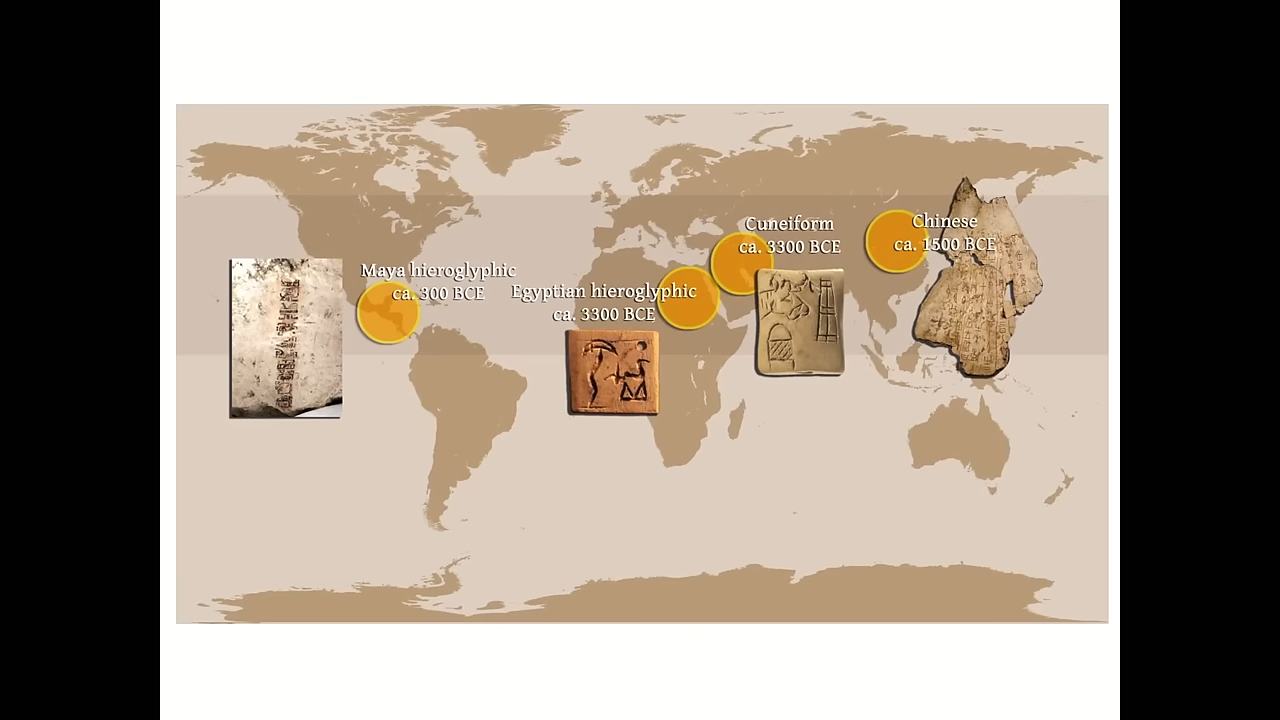 Maya hieroglyphic
ca. 300 BCE
Egyptian hieroglyphic
ca. 3300 BCE
Cuneiform
ca. 3300 BCE
Chinese
ca. 1500 BCE